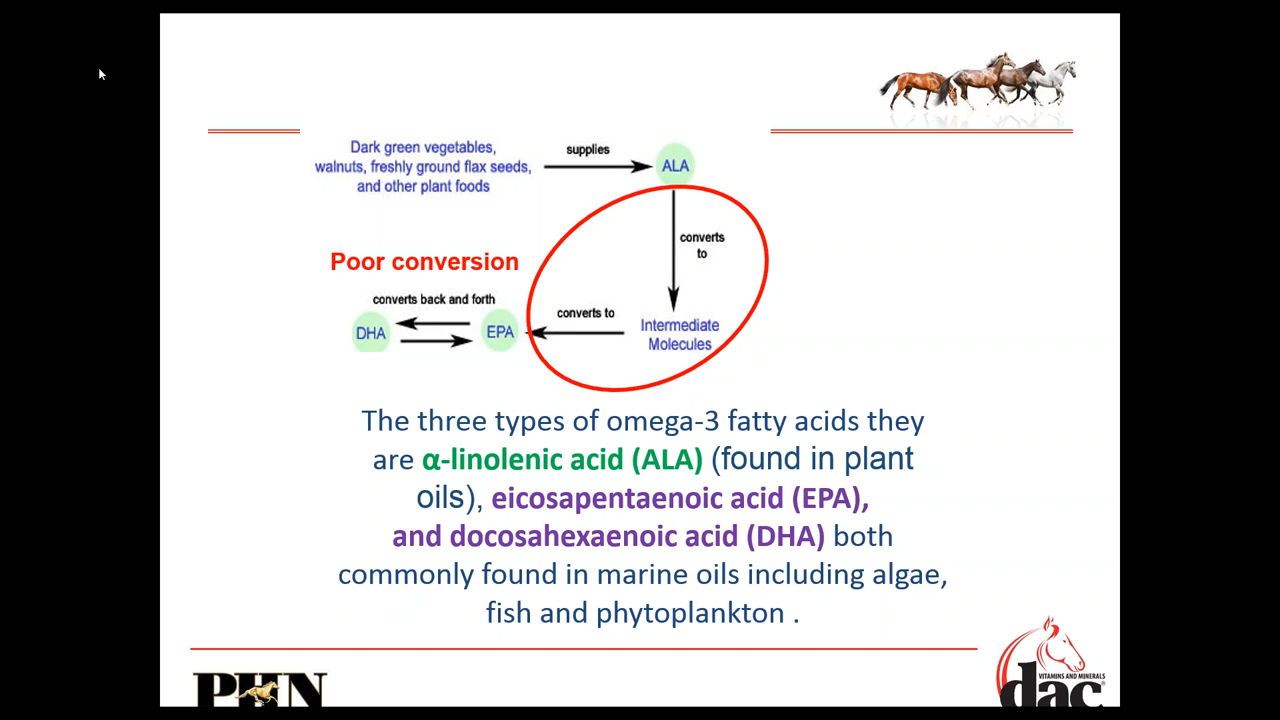 Dark green vegetables,
walnuts, freshly ground flax seeds,
and other plant foods
supplies
ALA
converts
to
Poor conversion
converts back and forth
DHA
EPA
converts to
Intermediate
Molecules
The three types of omega-3 fatty acids they
are α-linolenic acid (ALA) (found in plant
oils), eicosapentaenoic acid (EPA),
and docosahexaenoic acid (DHA) both
commonly found in marine oils including algae,
fish and phytoplankton .
PHN
dac®
VITAMINS AND MINERALS